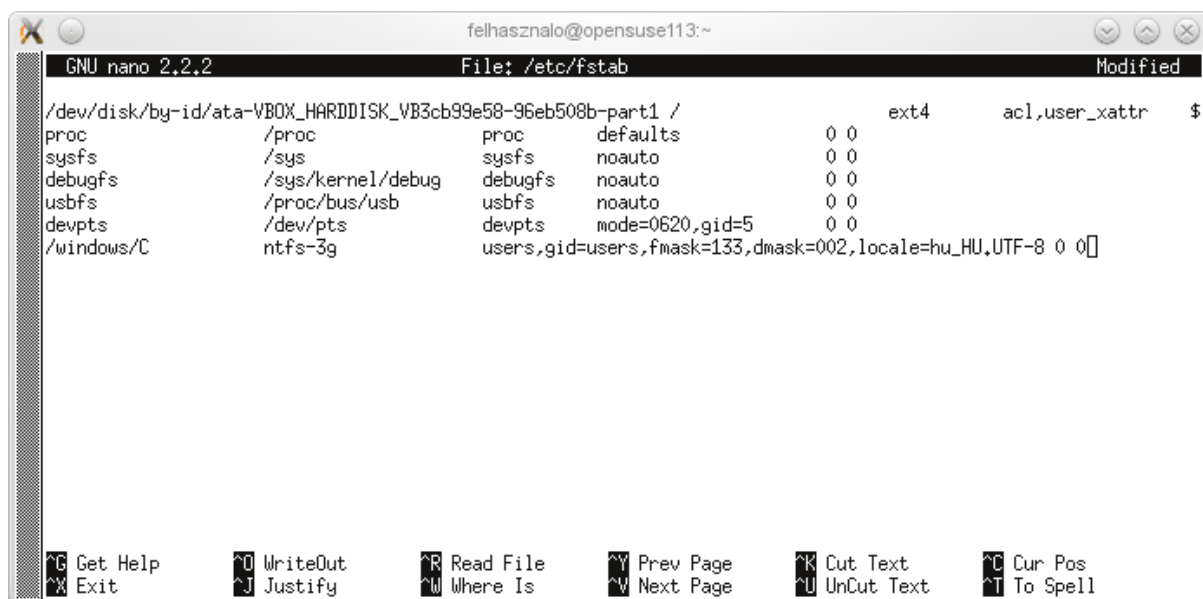 felhasznalo@opensuse113:~
GNU nano 2.2.2 File: /etc/fstab Modified
/dev/disk/by-id/ata-VBOX_HARDDISK_VB3cb99e58-96eb508b-part1 / ext4 acl,user_xattr $
proc /proc proc defaults 0 0
sysfs /sys sysfs noauto 0 0
debugfs /sys/kernel/debug debugfs noauto 0 0
usbfs /proc/bus/usb usbfs noauto 0 0
devpts /dev/pts devpts mode=0620,gid=5 0 0
/windows/C ntfs-3g users,gid=users,fmask=133,dmask=002,locale=hu_HU.UTF-8 0 0
^G Get Help ^O WriteOut ^R Read File ^Y Prev Page ^K Cut Text ^C Cur Pos
^X Exit ^J Justify ^W Where Is ^V Next Page ^U UnCut Text ^T To Spell